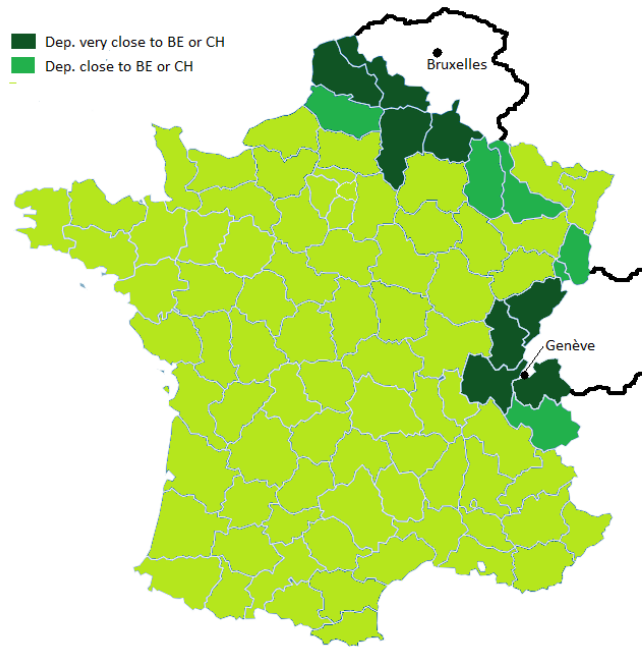 Dep. very close to BE or CH
Dep. close to BE or CH
Bruxelles
Genève